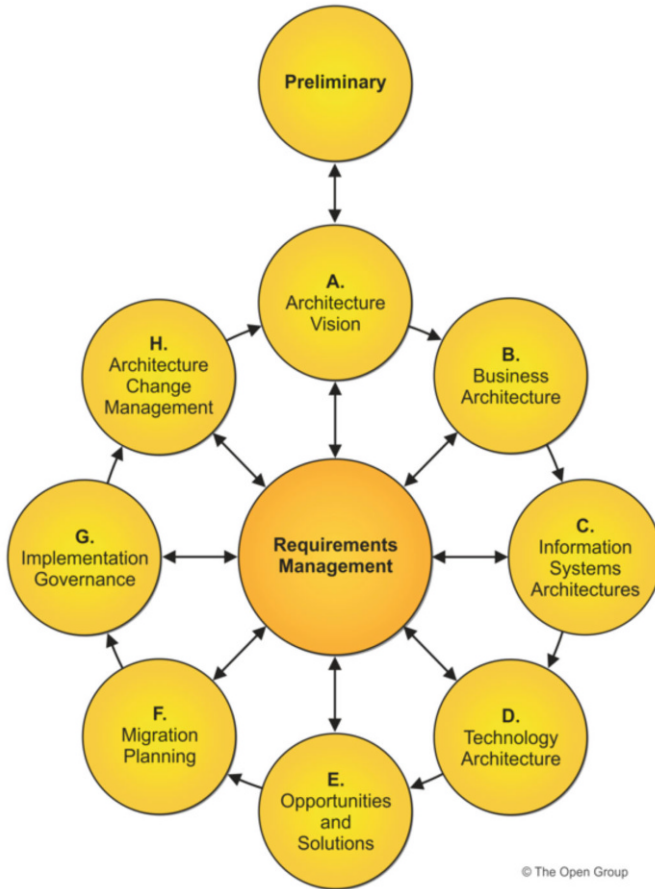 Preliminary
A.
Architecture
Vision
B.
Business
Architecture
C.
Information
Systems
Architectures
D.
Technology
Architecture
E.
Opportunities
and
Solutions
F.
Migration
Planning
G.
Implementation
Governance
H.
Architecture
Change
Management
Requirements
Management
© The Open Group